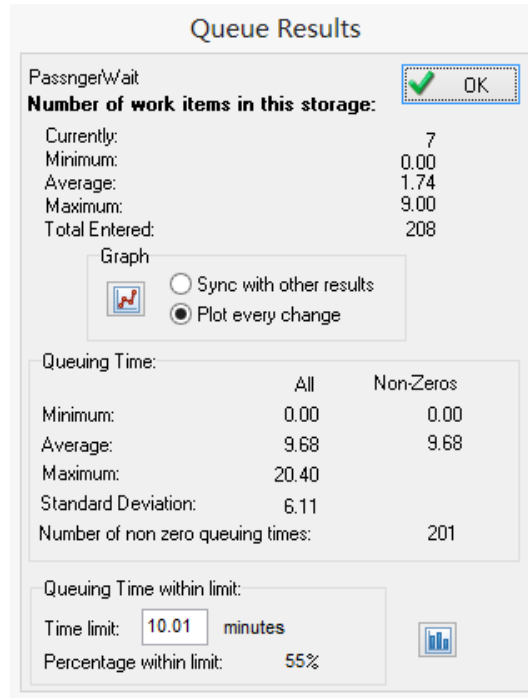 Queue Results
PassngerWait
OK
Number of work items in this storage:
Currently: 7
Minimum: 0.00
Average: 1.74
Maximum: 9.00
Total Entered: 208
Graph
Sync with other results
Plot every change
Queuing Time:
All Non-Zeros
Minimum: 0.00 0.00
Average: 9.68 9.68
Maximum: 20.40
Standard Deviation: 6.11
Number of non zero queuing times: 201
Queuing Time within limit:
Time limit: 10.01 minutes
Percentage within limit: 55%